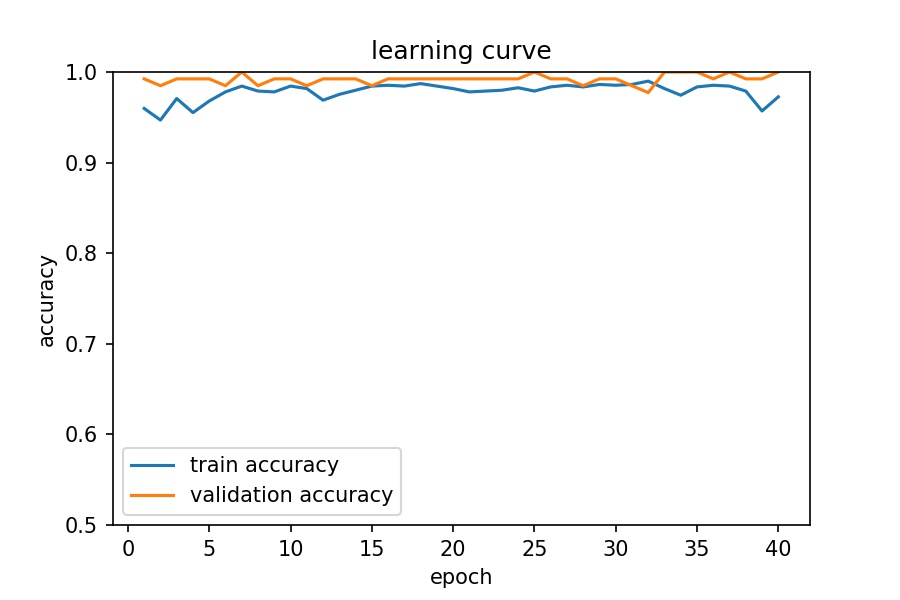 learning curve
1.0
0.9
0.8
0.7
0.6
0.5
accuracy
train accuracy
validation accuracy
0 5 10 15 20 25 30 35 40
epoch